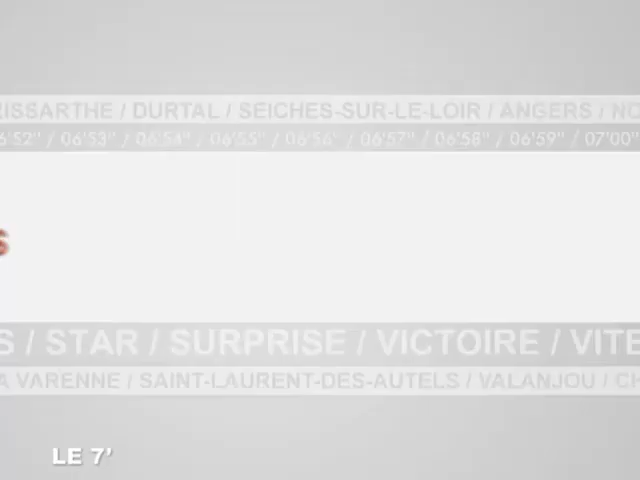 RISSARTHE / DURTAL / SEICHES-SUR-LE-LOIR / ANGERS / NO
6'52" / 06'53" / 06'54" / 06'55" / 06'56" / 06'57" / 06'58" / 06'59" / 07'00"
S
S / STAR / SURPRISE / VICTOIRE / VITE
A VARENNE / SAINT-LAURENT-DES-AUTELS / VALANJOU / CH
LE 7'